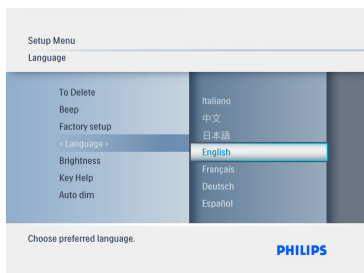 Setup Menu
Language
To Delete
Beep
Factory setup
< Language >
Brightness
Key Help
Auto dim
Italiano
中文
日本語
English
Français
Deutsch
Español
Choose preferred language.
PHILIPS